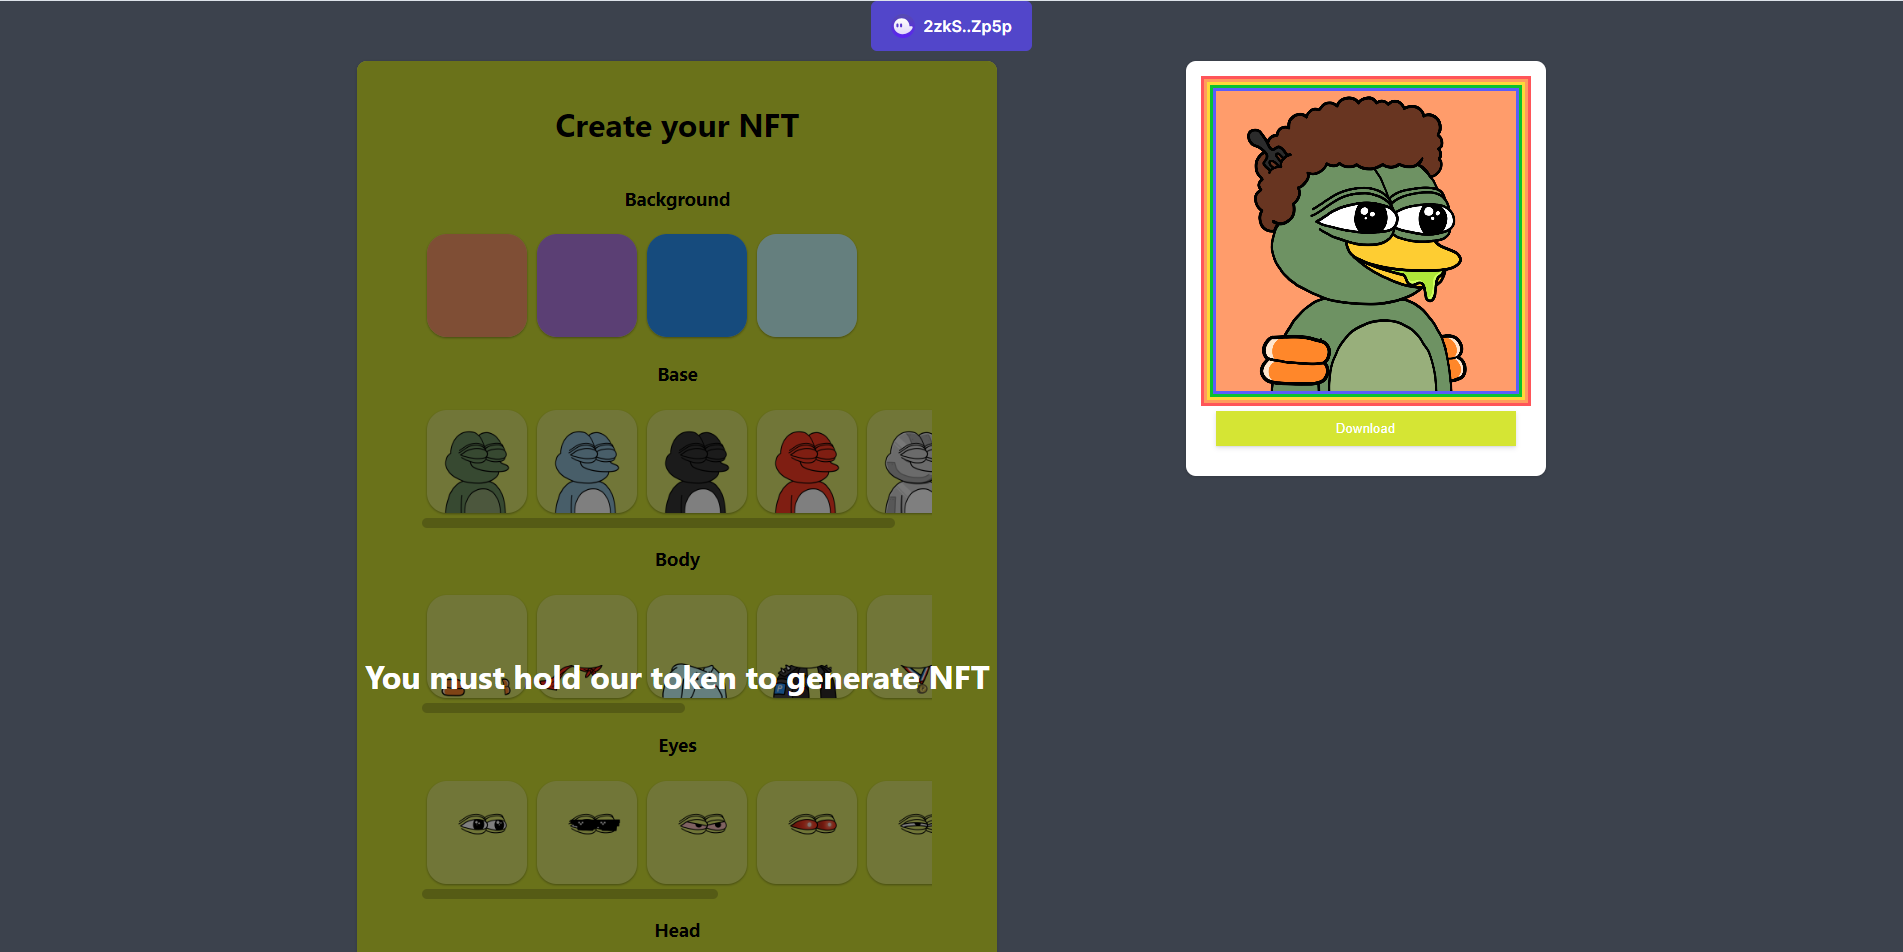 2zkS..Zp5p
Create your NFT
Background
Base
Body
You must hold our token to generate NFT
Eyes
Head
Download